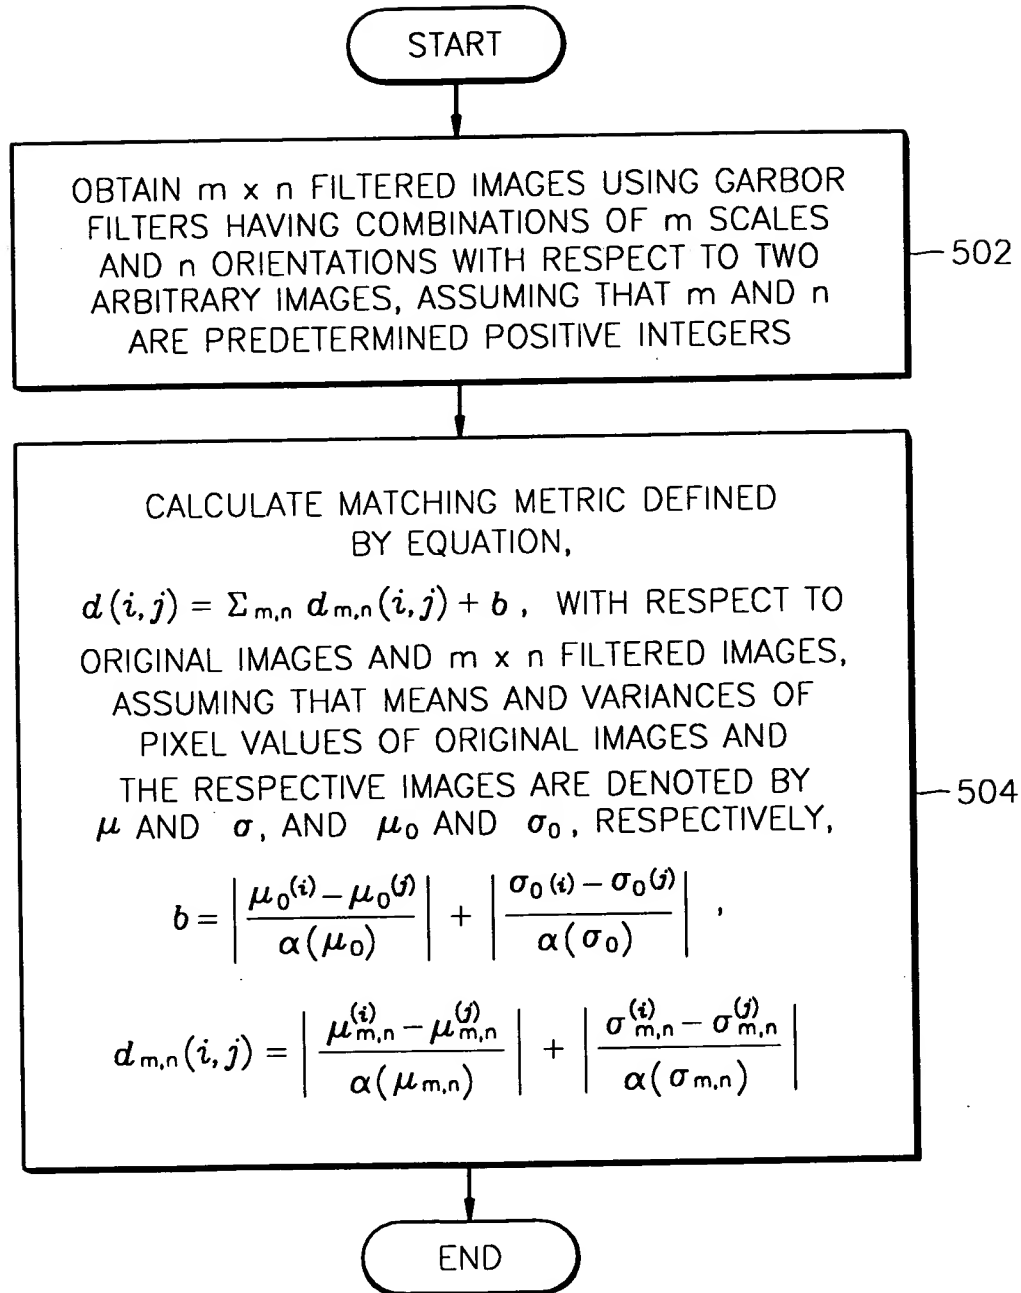 START
OBTAIN m x n FILTERED IMAGES USING GARBOR
FILTERS HAVING COMBINATIONS OF m SCALES
AND n ORIENTATIONS WITH RESPECT TO TWO
ARBITRARY IMAGES, ASSUMING THAT m AND n
ARE PREDETERMINED POSITIVE INTEGERS
502
CALCULATE MATCHING METRIC DEFINED
BY EQUATION,
d(i,j) = Σm,n dm,n(i,j) + b , WITH RESPECT TO
ORIGINAL IMAGES AND m x n FILTERED IMAGES,
ASSUMING THAT MEANS AND VARIANCES OF
PIXEL VALUES OF ORIGINAL IMAGES AND
THE RESPECTIVE IMAGES ARE DENOTED BY
μ AND σ, AND μ0 AND σ0, RESPECTIVELY,
504
b = | (μ0(i) − μ0(j)) / α(μ0) | + | (σ0(i) − σ0(j)) / α(σ0) | ,
dm,n(i,j) = | (μm,n(i) − μm,n(j)) / α(μm,n) | + | (σm,n(i) − σm,n(j)) / α(σm,n) |
END